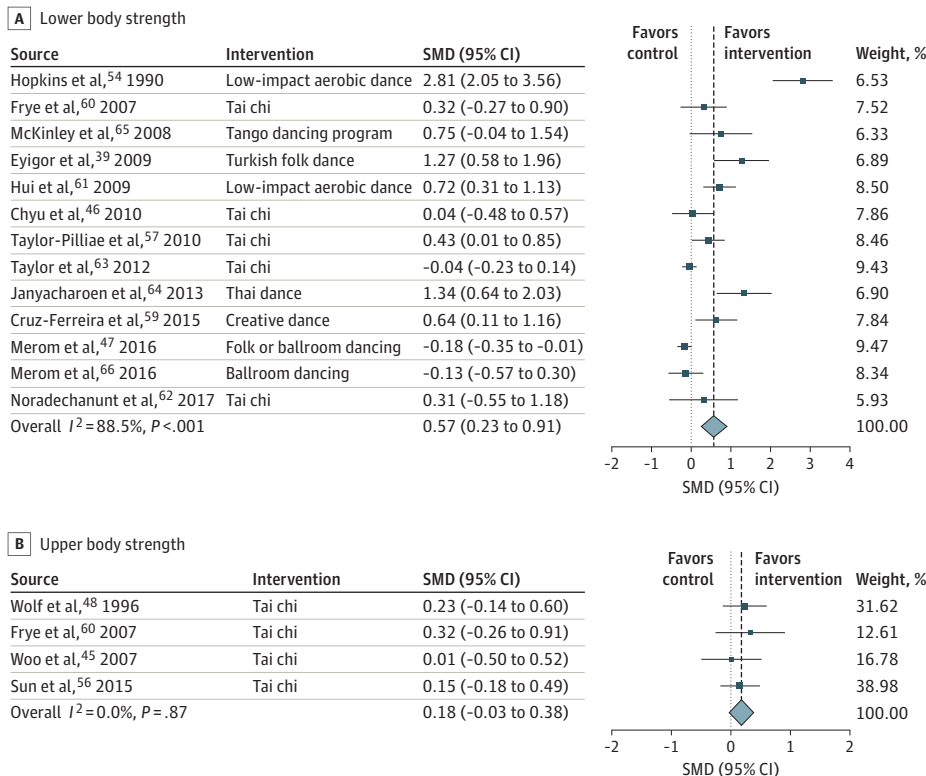 A Lower body strength
Favors control
Favors intervention
Source Intervention SMD (95% CI) Weight, %
Hopkins et al,54 1990 Low-impact aerobic dance 2.81 (2.05 to 3.56) 6.53
Frye et al,60 2007 Tai chi 0.32 (-0.27 to 0.90) 7.52
McKinley et al,65 2008 Tango dancing program 0.75 (-0.04 to 1.54) 6.33
Eyigor et al,39 2009 Turkish folk dance 1.27 (0.58 to 1.96) 6.89
Hui et al,61 2009 Low-impact aerobic dance 0.72 (0.31 to 1.13) 8.50
Chyu et al,46 2010 Tai chi 0.04 (-0.48 to 0.57) 7.86
Taylor-Pilliae et al,57 2010 Tai chi 0.43 (0.01 to 0.85) 8.46
Taylor et al,63 2012 Tai chi -0.04 (-0.23 to 0.14) 9.43
Janyacharoen et al,64 2013 Thai dance 1.34 (0.64 to 2.03) 6.90
Cruz-Ferreira et al,59 2015 Creative dance 0.64 (0.11 to 1.16) 7.84
Merom et al,47 2016 Folk or ballroom dancing -0.18 (-0.35 to -0.01) 9.47
Merom et al,66 2016 Ballroom dancing -0.13 (-0.57 to 0.30) 8.34
Noradechanunt et al,62 2017 Tai chi 0.31 (-0.55 to 1.18) 5.93
Overall I2 = 88.5%, P <.001 0.57 (0.23 to 0.91) 100.00
-2 -1 0 1 2 3 4
SMD (95% CI)
B Upper body strength
Favors control
Favors intervention
Source Intervention SMD (95% CI) Weight, %
Wolf et al,48 1996 Tai chi 0.23 (-0.14 to 0.60) 31.62
Frye et al,60 2007 Tai chi 0.32 (-0.26 to 0.91) 12.61
Woo et al,45 2007 Tai chi 0.01 (-0.50 to 0.52) 16.78
Sun et al,56 2015 Tai chi 0.15 (-0.18 to 0.49) 38.98
Overall I2 = 0.0%, P = .87 0.18 (-0.03 to 0.38) 100.00
-2 -1 0 1 2
SMD (95% CI)